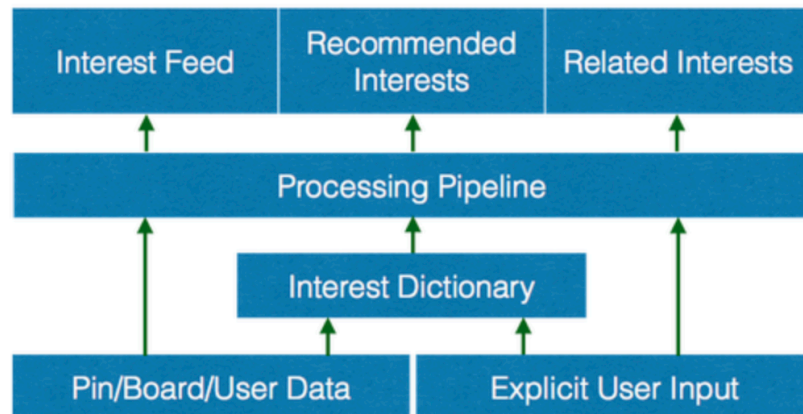 Interest Feed
Recommended
Interests
Related Interests
Processing Pipeline
Interest Dictionary
Pin/Board/User Data
Explicit User Input